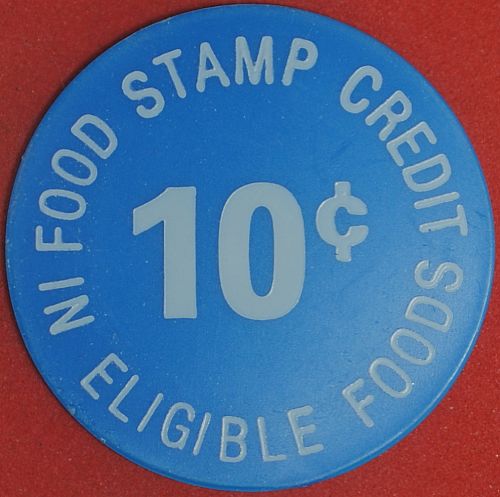 FOOD STAMP CREDIT
10¢
IN ELIGIBLE FOODS